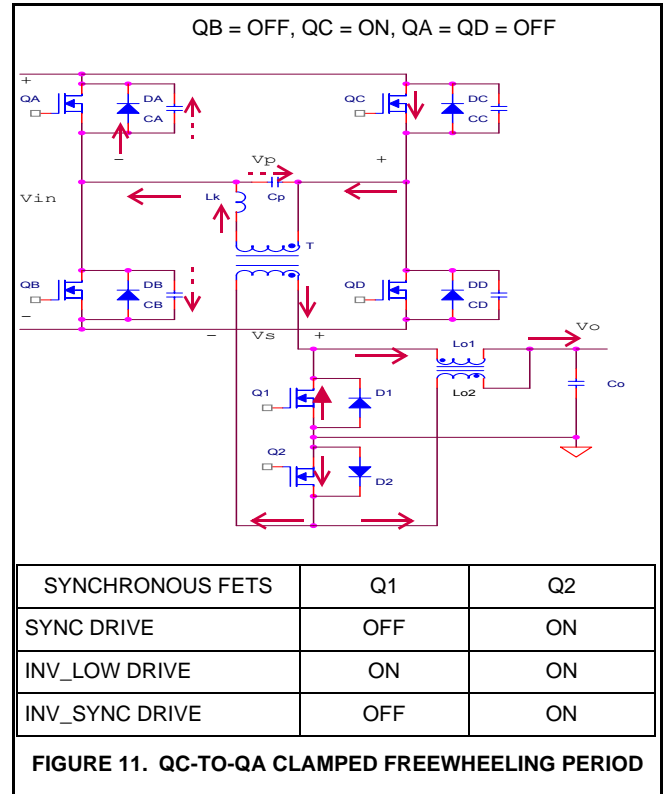 QB = OFF, QC = ON, QA = QD = OFF
+
QA
DA
CA
QC
DC
CC
−
Vp
+
Vin
Lk
Cp
T
QB
DB
CB
QD
DD
CD
−
−
Vs
+
Vo
Lo1
Lo2
Co
Q1
D1
Q2
D2
SYNCHRONOUS FETS Q1 Q2
SYNC DRIVE OFF ON
INV_LOW DRIVE ON ON
INV_SYNC DRIVE OFF ON
FIGURE 11. QC-TO-QA CLAMPED FREEWHEELING PERIOD